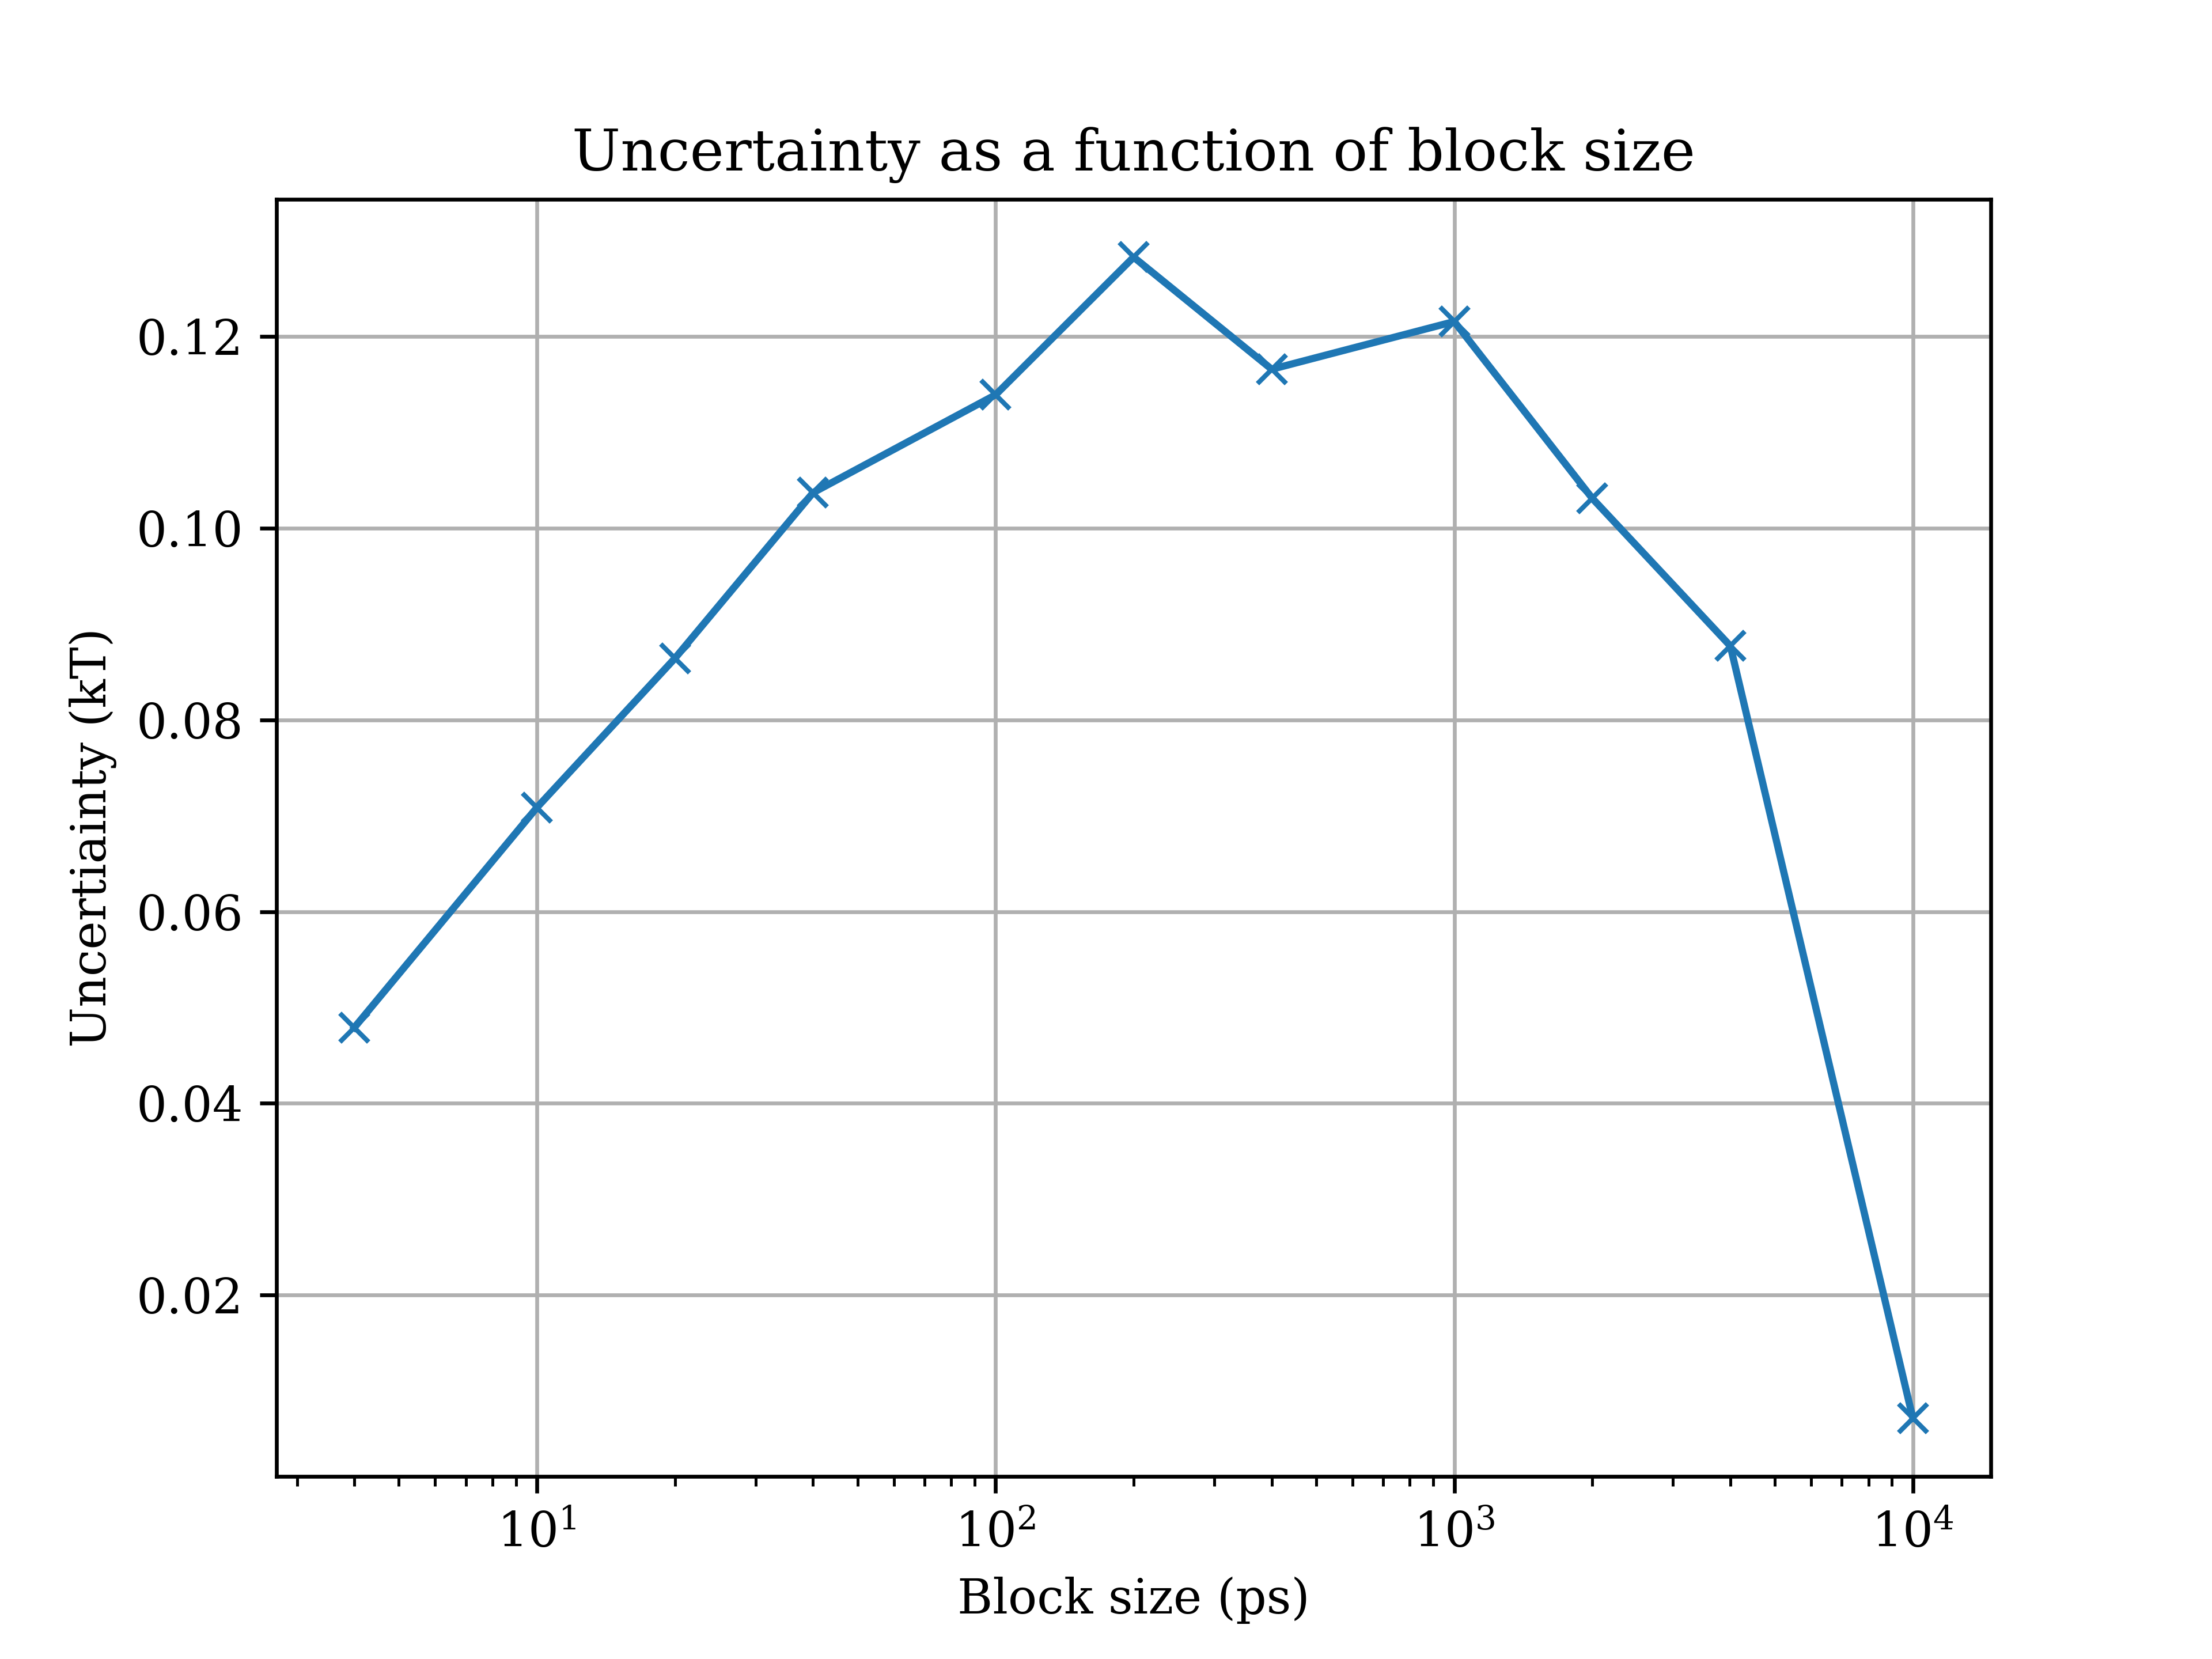 Uncertainty as a function of block size
Uncertiainty (kT)
0.12
0.10
0.08
0.06
0.04
0.02
10¹ 10² 10³ 10⁴
Block size (ps)